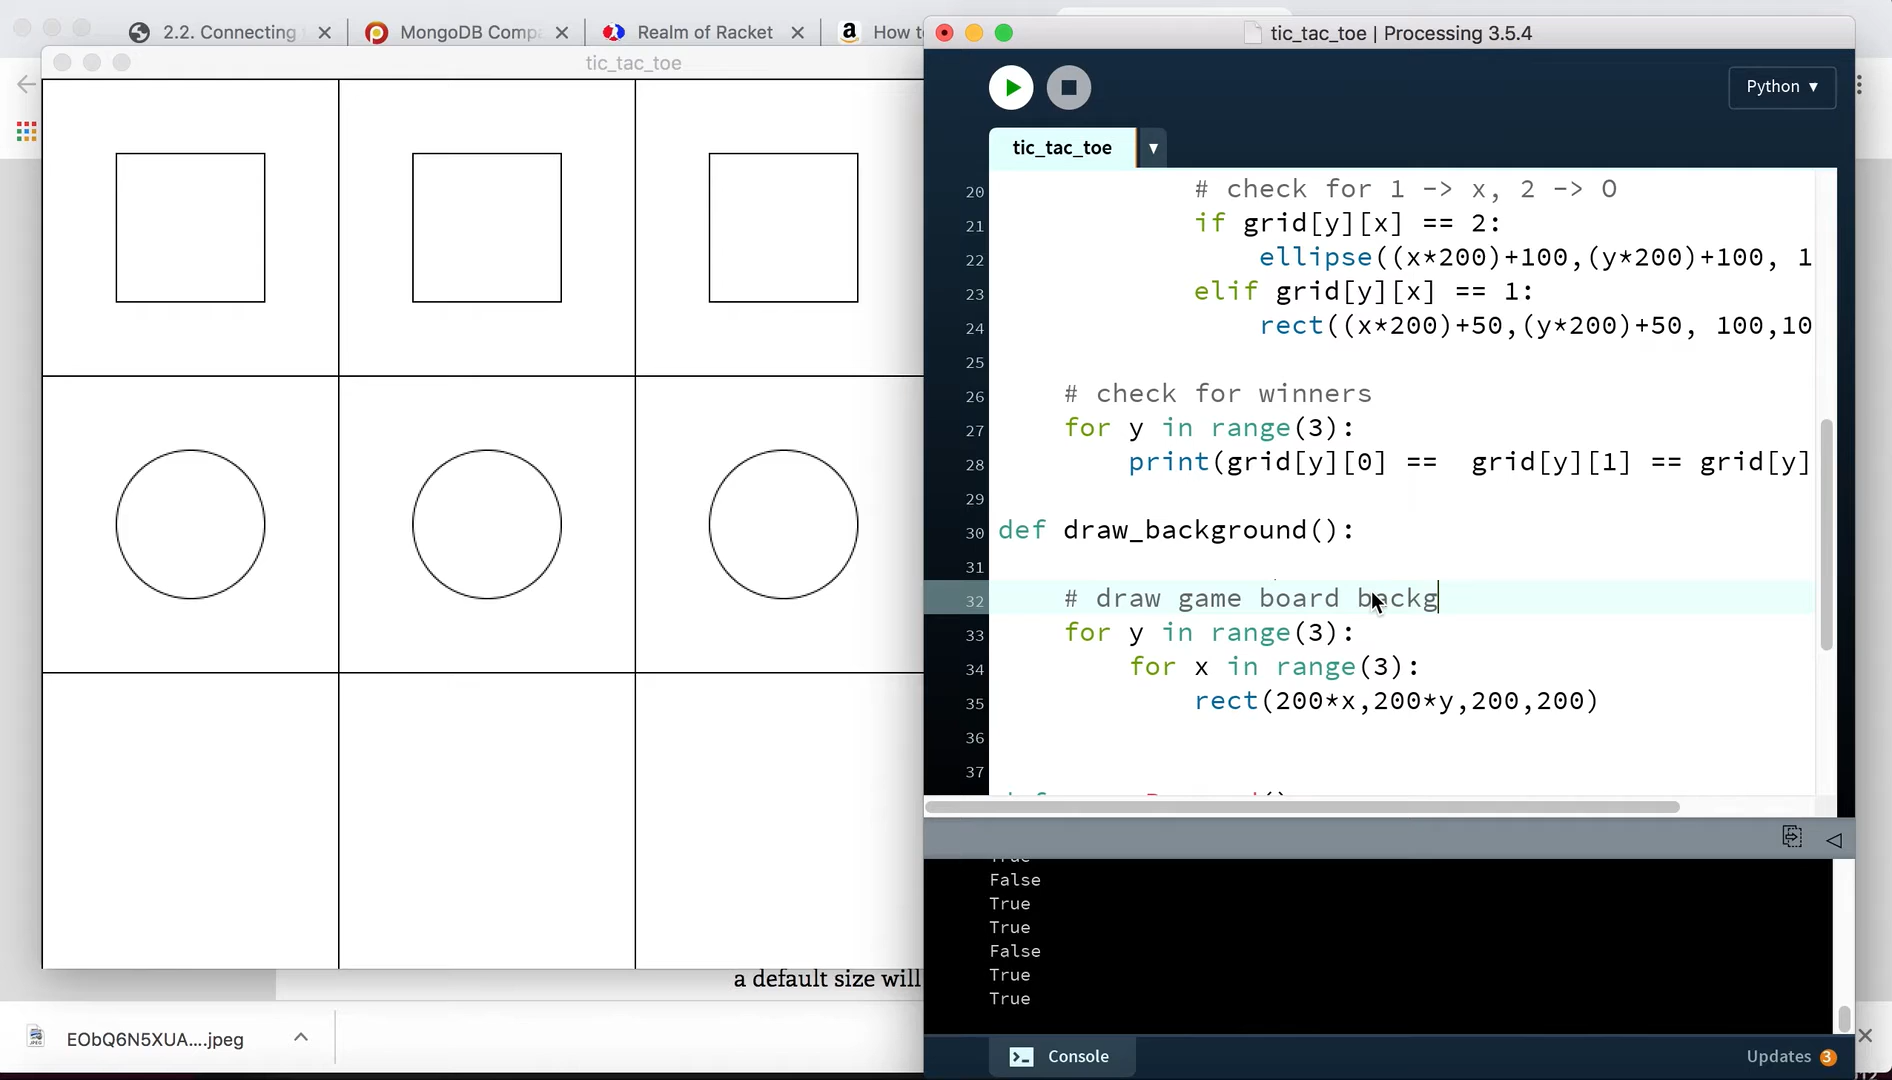 2.2. Connecting
MongoDB Comp
Realm of Racket
How t
tic_tac_toe | Processing 3.5.4
tic_tac_toe
Python ▼
tic_tac_toe ▼
20 # check for 1 -> x, 2 -> O
21 if grid[y][x] == 2:
22 ellipse((x*200)+100,(y*200)+100, 1
23 elif grid[y][x] == 1:
24 rect((x*200)+50,(y*200)+50, 100,10
25
26 # check for winners
27 for y in range(3):
28 print(grid[y][0] ==  grid[y][1] == grid[y]
29
30 def draw_background():
31
32 # draw game board backg
33 for y in range(3):
34 for x in range(3):
35 rect(200*x,200*y,200,200)
36
37
True
False
True
True
False
True
True
a default size will
EObQ6N5XUA....jpeg
Console
Updates 3